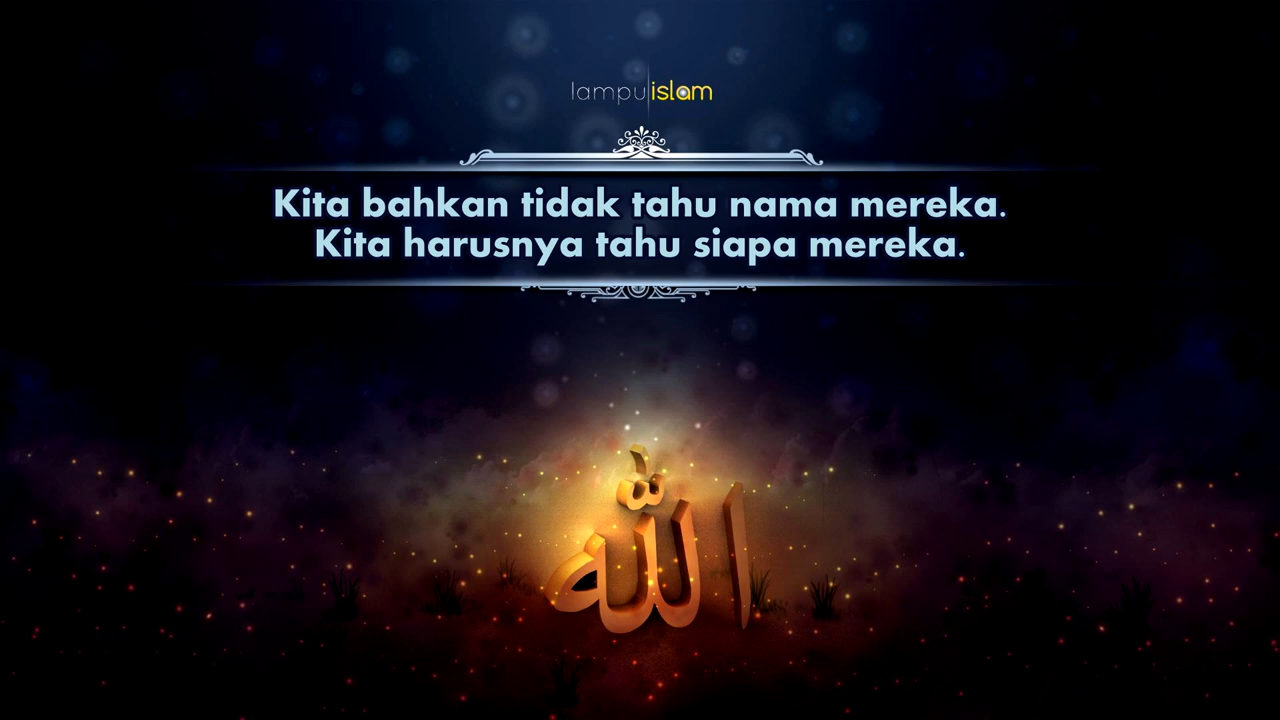 lampuislam
Kita bahkan tidak tahu nama mereka.
Kita harusnya tahu siapa mereka.
الله